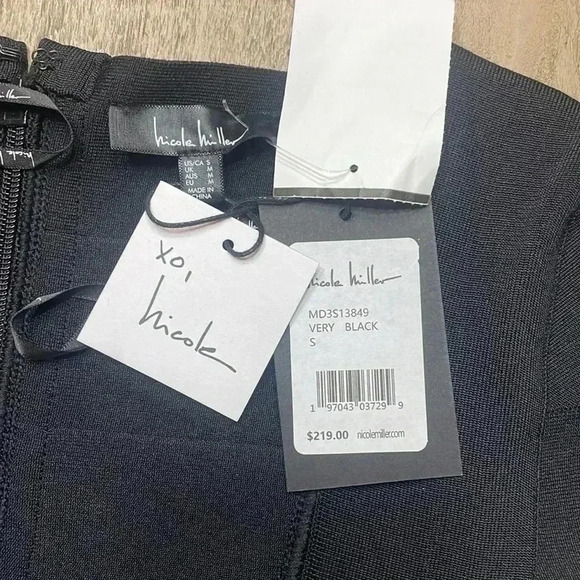 nicole miller
US/CA S
UK M
AUS M
EU M
MADE IN
CHINA
xo,
nicole
nicole miller
MD3S13849
VERY BLACK
S
1 97043 03729 9
$219.00 nicolemiller.com